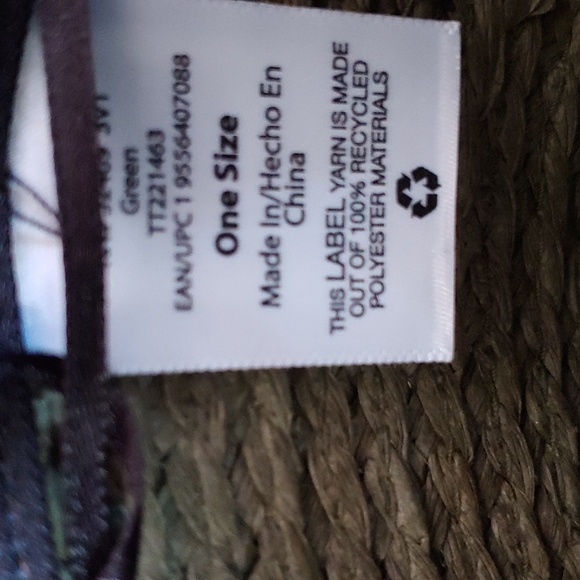 Green
TT221463
EAN/UPC 1 9556407088
One Size
Made In/Hecho En
China
THIS LABEL YARN IS MADE
OUT OF 100% RECYCLED
POLYESTER MATERIALS